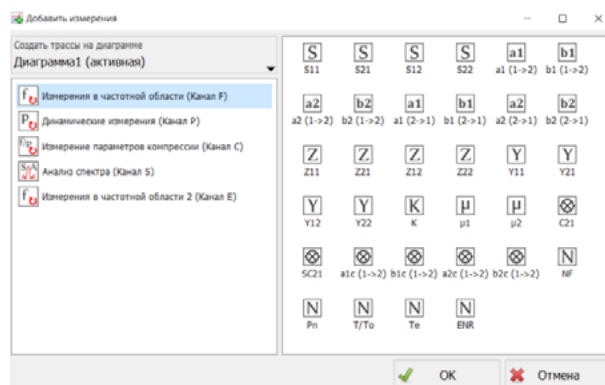 Добавить измерения
Создать трассы на диаграмме
Диаграмма1 (активная)
f Измерения в частотной области (Канал F)
P Динамические измерения (Канал P)
f/P Измерение параметров компрессии (Канал C)
SA Анализ спектра (Канал S)
f Измерения в частотной области 2 (Канал E)
S S S S a1 b1
S11 S21 S12 S22 a1 (1->2) b1 (1->2)
a2 b2 a1 b1 a2 b2
a2 (1->2) b2 (1->2) a1 (2->1) b1 (2->1) a2 (2->1) b2 (2->1)
Z Z Z Z Y Y
Z11 Z21 Z12 Z22 Y11 Y21
Y Y K μ μ
Y12 Y22 K μ1 μ2 C21
N
SC21 a1c (1->2) b1c (1->2) a2c (1->2) b2c (1->2) NF
N N N N
Pn T/To Te ENR
OK Отмена